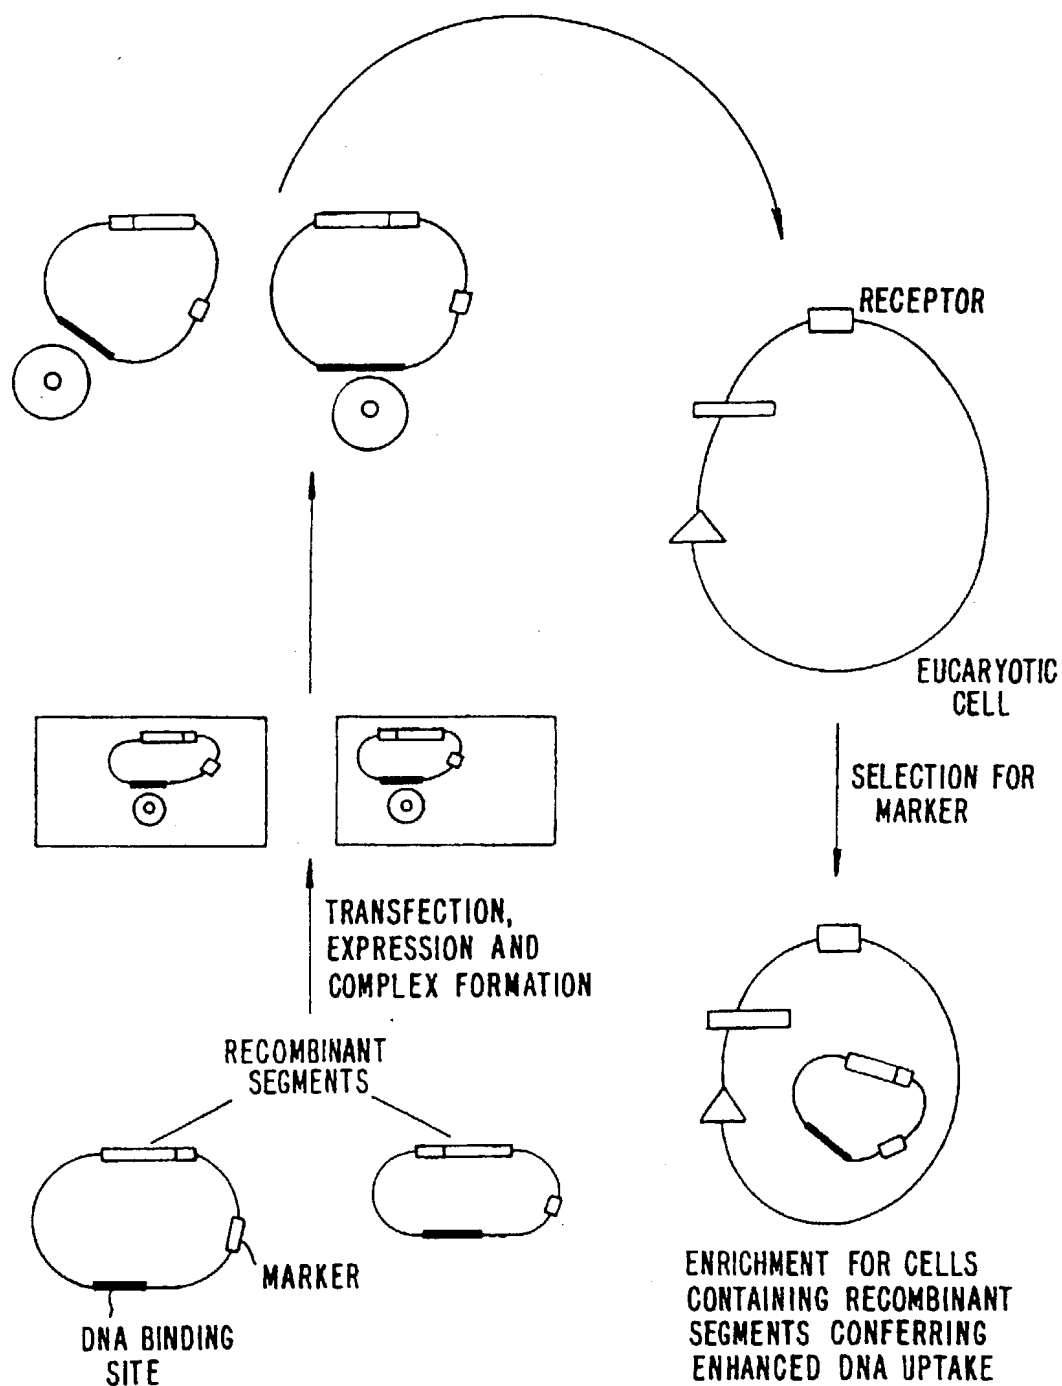 RECEPTOR
EUCARYOTIC
CELL
SELECTION FOR
MARKER
TRANSFECTION,
EXPRESSION AND
COMPLEX FORMATION
RECOMBINANT
SEGMENTS
MARKER
DNA BINDING
SITE
ENRICHMENT FOR CELLS
CONTAINING RECOMBINANT
SEGMENTS CONFERRING
ENHANCED DNA UPTAKE